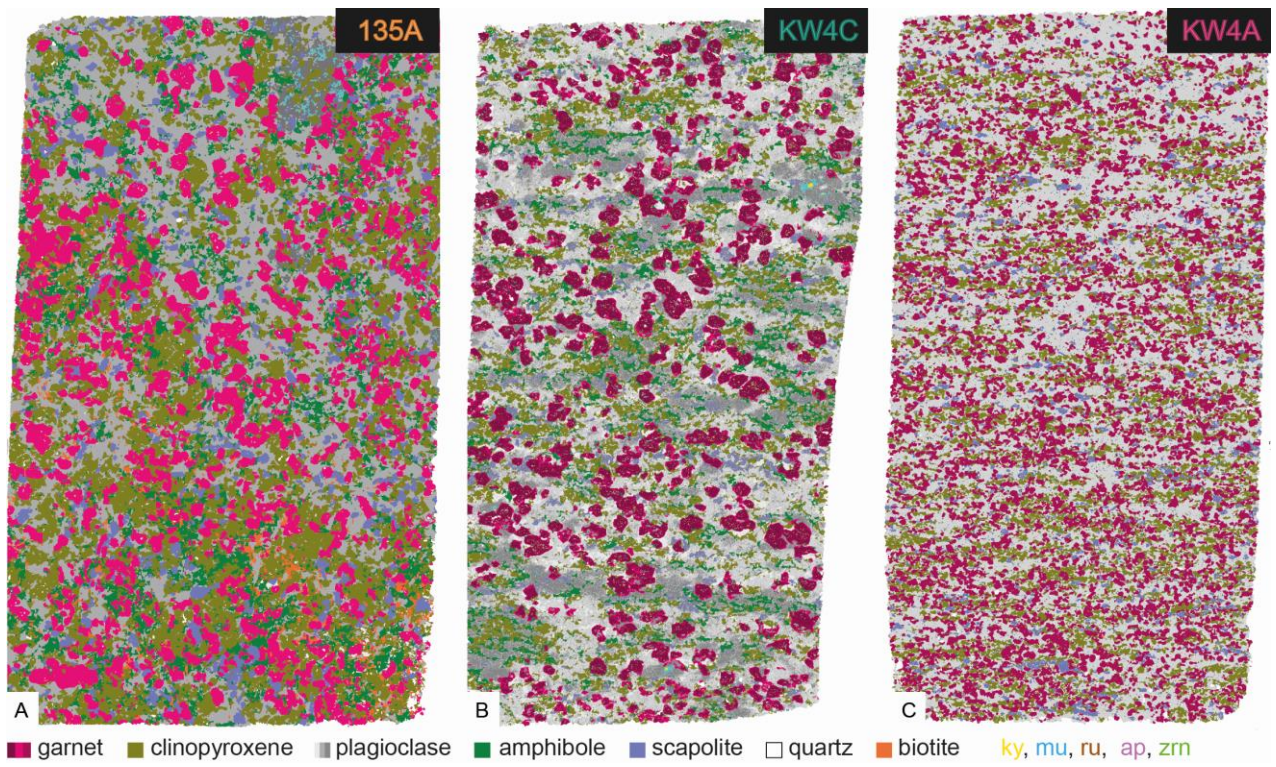 135A
KW4C
KW4A
A
B
C
garnet clinopyroxene plagioclase amphibole scapolite quartz biotite ky, mu, ru, ap, zrn